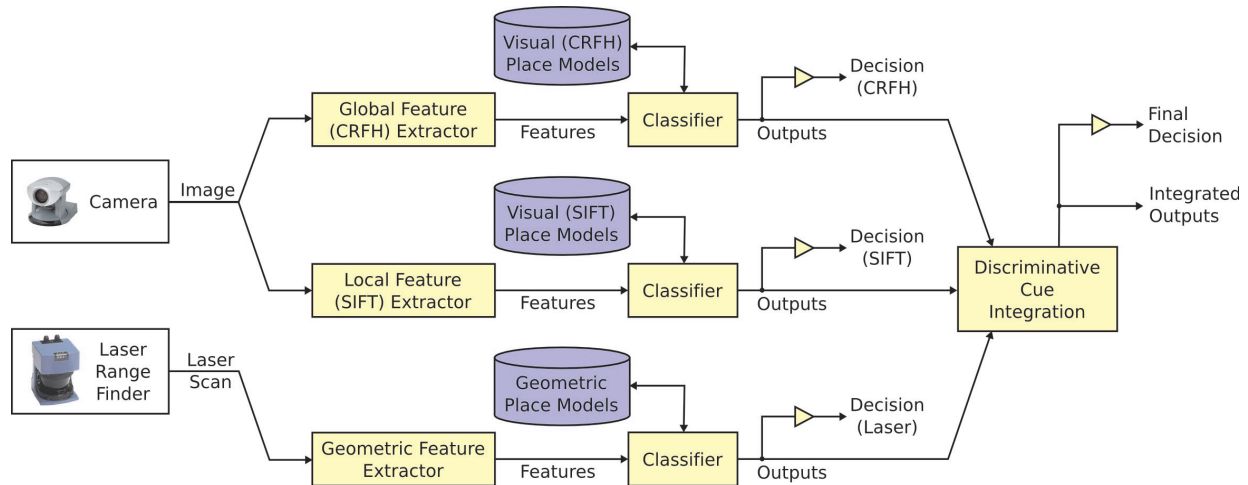 Visual (CRFH)
Place Models
Decision
(CRFH)
Global Feature
(CRFH) Extractor
Features
Classifier
Outputs
Final
Decision
Camera
Image
Integrated
Outputs
Visual (SIFT)
Place Models
Decision
(SIFT)
Local Feature
(SIFT) Extractor
Features
Classifier
Outputs
Discriminative
Cue
Integration
Laser
Range
Finder
Laser
Scan
Geometric
Place Models
Decision
(Laser)
Geometric Feature
Extractor
Features
Classifier
Outputs